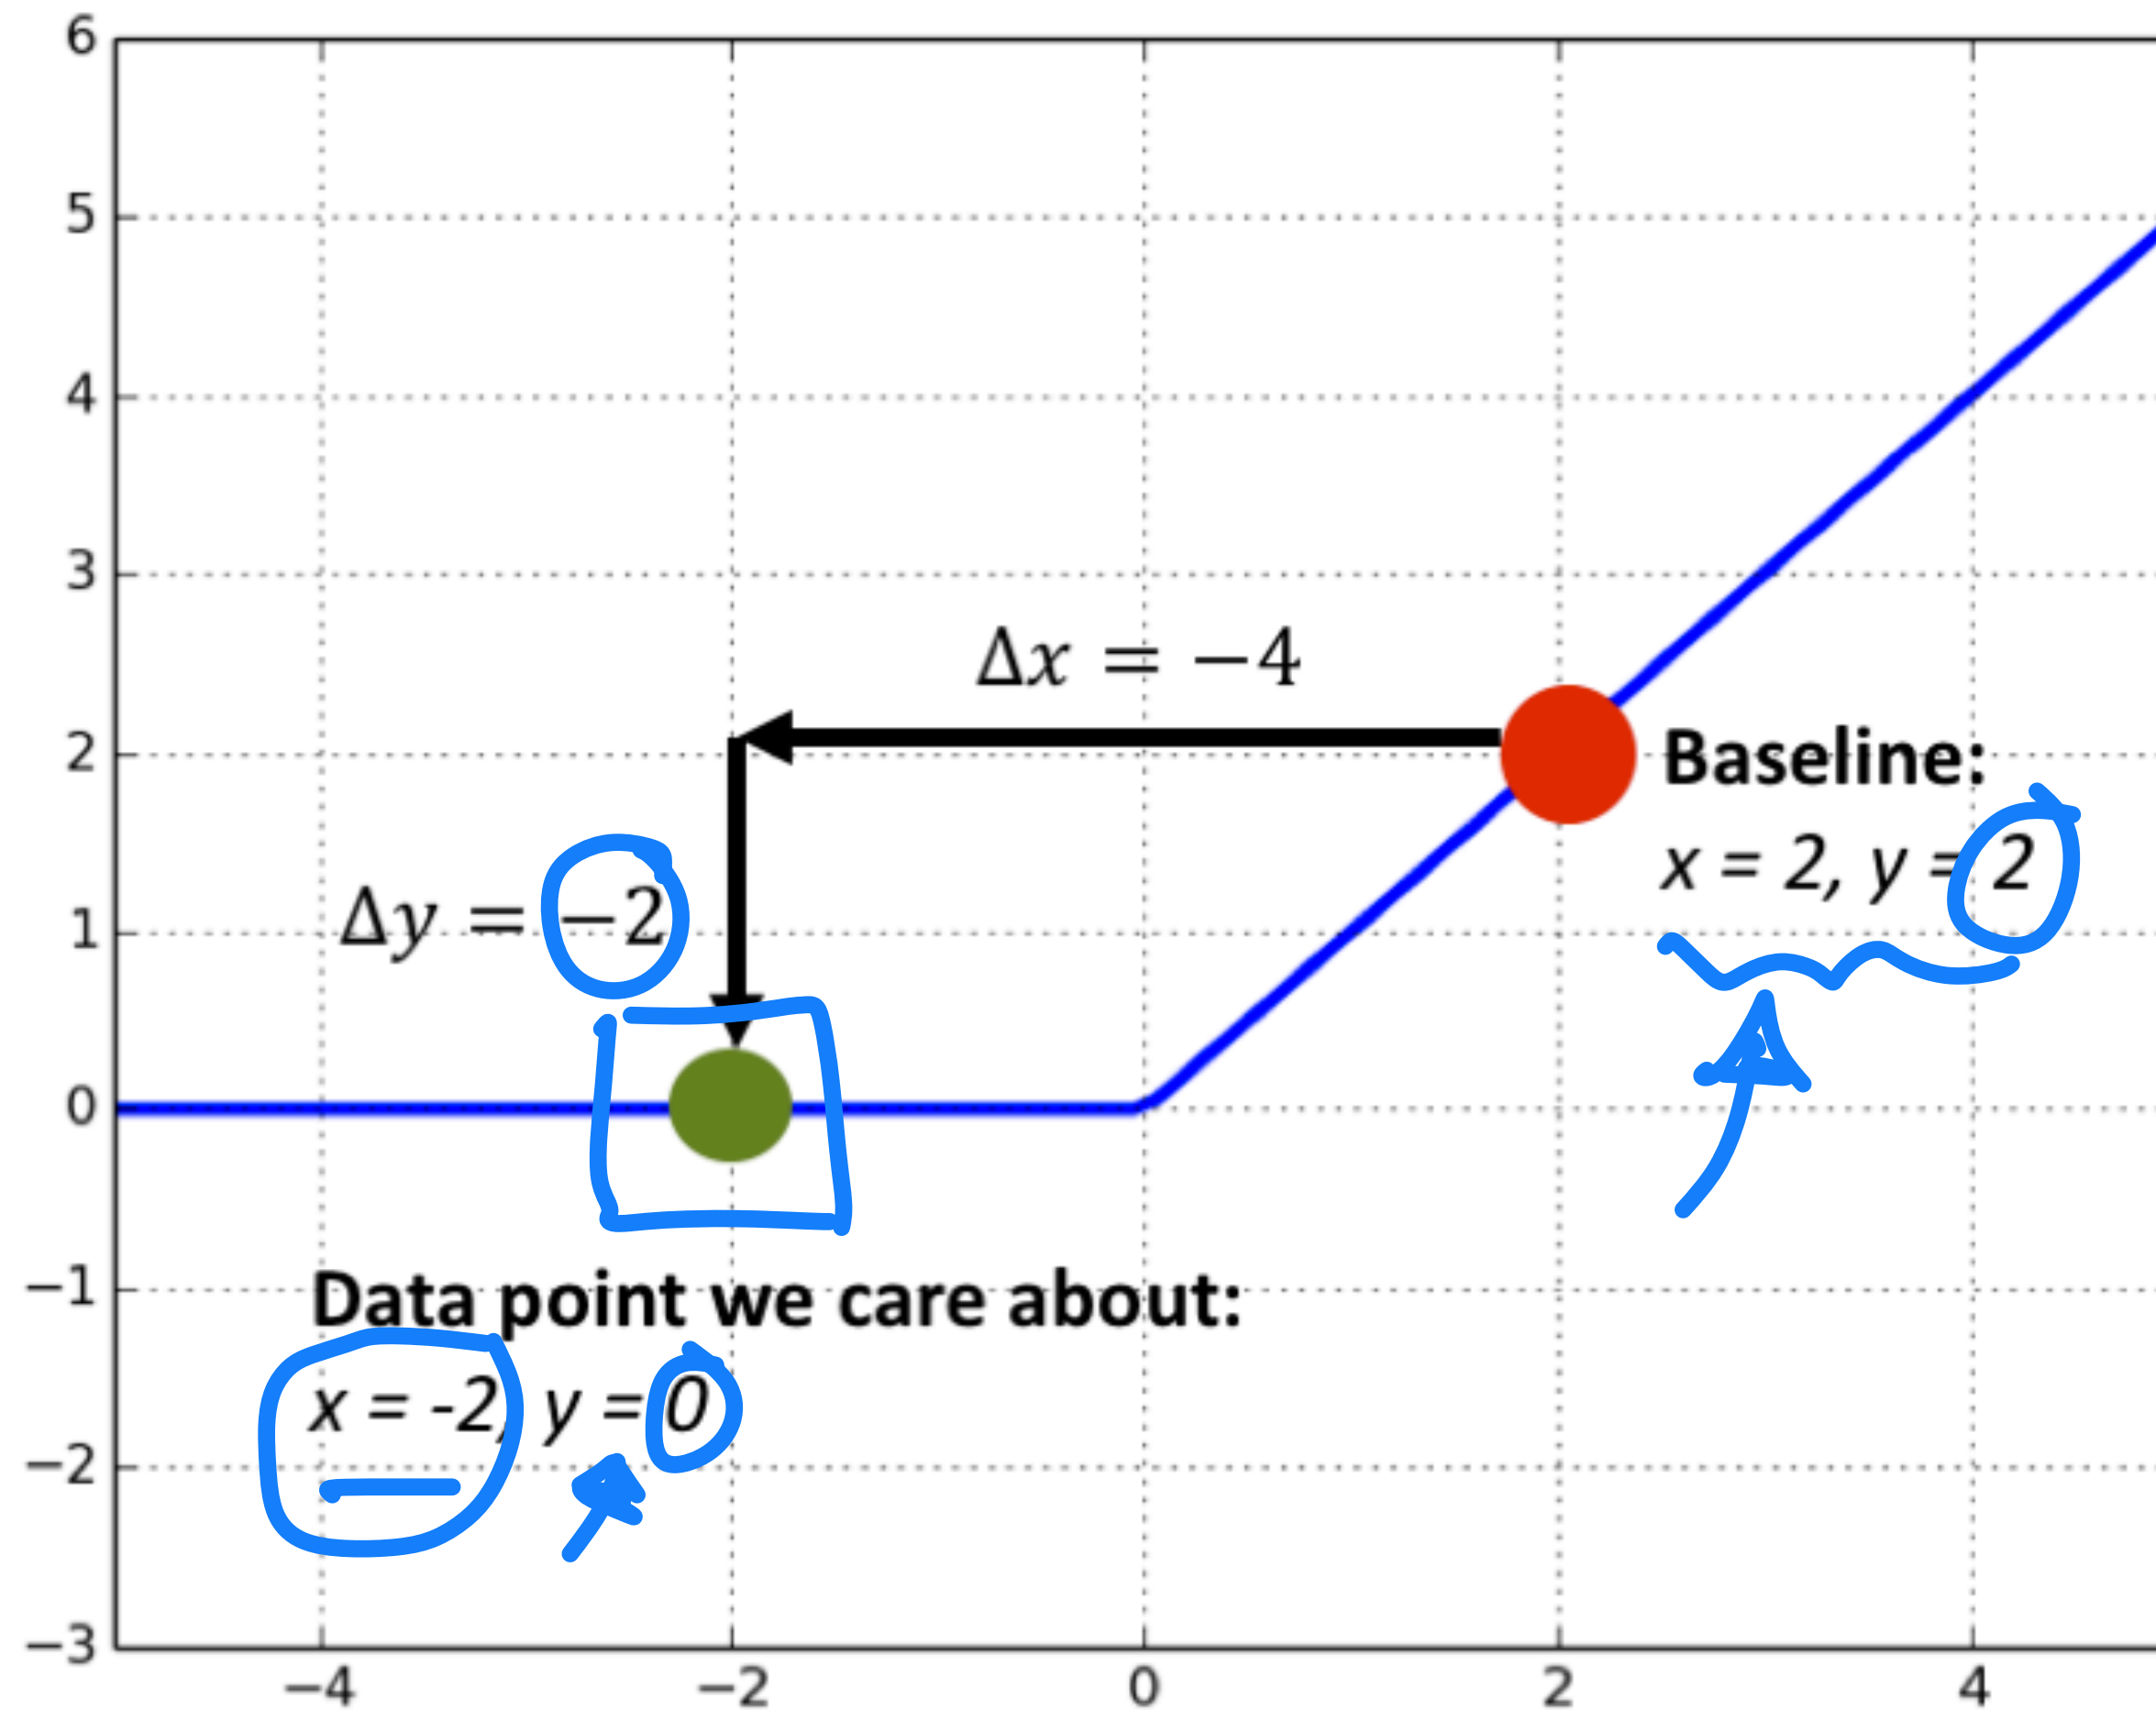 6
5
4
3
2
1
0
−1
−2
−3
Δx = −4
Baseline:
x = 2, y = 2
Δy = −2
Data point we care about:
x = -2, y = 0
−4
−2
0
2
4